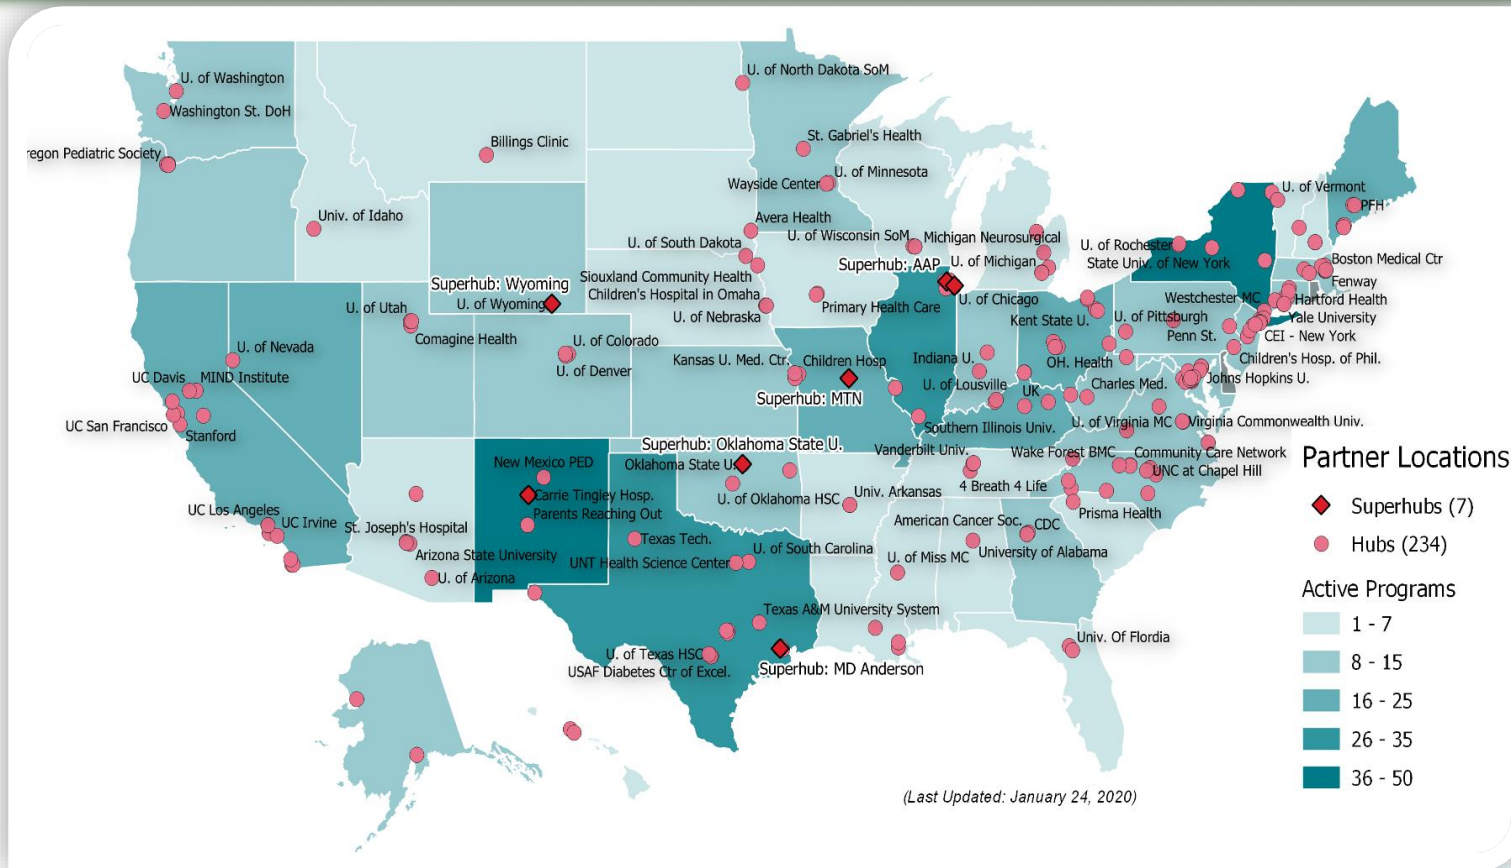 U. of Washington
Washington St. DoH
regon Pediatric Society
Univ. of Idaho
Billings Clinic
U. of North Dakota SoM
St. Gabriel's Health
U. of Minnesota
Wayside Center
Avera Health
U. of South Dakota
U. of Wisconsin SoM
Michigan Neurosurgical
U. of Michigan
Superhub: AAP
U. of Chicago
Siouxland Community Health
Children's Hospital in Omaha
U. of Nebraska
Primary Health Care
Superhub: Wyoming
U. of Wyoming
U. of Utah
Comagine Health
U. of Colorado
U. of Denver
U. of Nevada
UC Davis
MIND Institute
UC San Francisco
Stanford
UC Los Angeles
UC Irvine
St. Joseph's Hospital
Arizona State University
U. of Arizona
New Mexico PED
Carrie Tingley Hosp.
Parents Reaching Out
Kansas U. Med. Ctr.
Children Hosp
Superhub: MTN
Superhub: Oklahoma State U.
Oklahoma State U.
U. of Oklahoma HSC
Univ. Arkansas
Texas Tech.
UNT Health Science Center
U. of South Carolina
Texas A&M University System
U. of Texas HSC
USAF Diabetes Ctr of Excel.
Superhub: MD Anderson
U. of Vermont
PFH
U. of Rochester
State Univ. of New York
Boston Medical Ctr
Fenway
Westchester MC
Hartford Health
Yale University
CEI - New York
Kent State U.
U. of Pittsburgh
Penn St.
Children's Hosp. of Phil.
Johns Hopkins U.
Indiana U.
OH. Health
U. of Lousville
UK
Charles Med.
U. of Virginia MC
Virginia Commonwealth Univ.
Southern Illinois Univ.
Vanderbilt Univ.
Wake Forest BMC
Community Care Network
UNC at Chapel Hill
4 Breath 4 Life
Prisma Health
American Cancer Soc.
CDC
University of Alabama
U. of Miss MC
Univ. Of Flordia
Partner Locations
Superhubs (7)
Hubs (234)
Active Programs
1 - 7
8 - 15
16 - 25
26 - 35
36 - 50
(Last Updated: January 24, 2020)